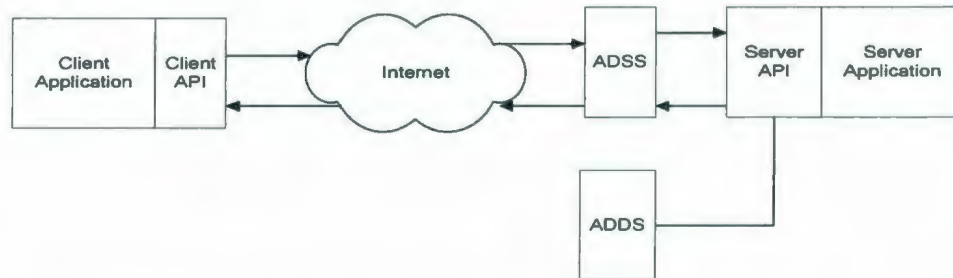 Client
Application
Client
API
Internet
ADSS
Server
API
Server
Application
ADDS